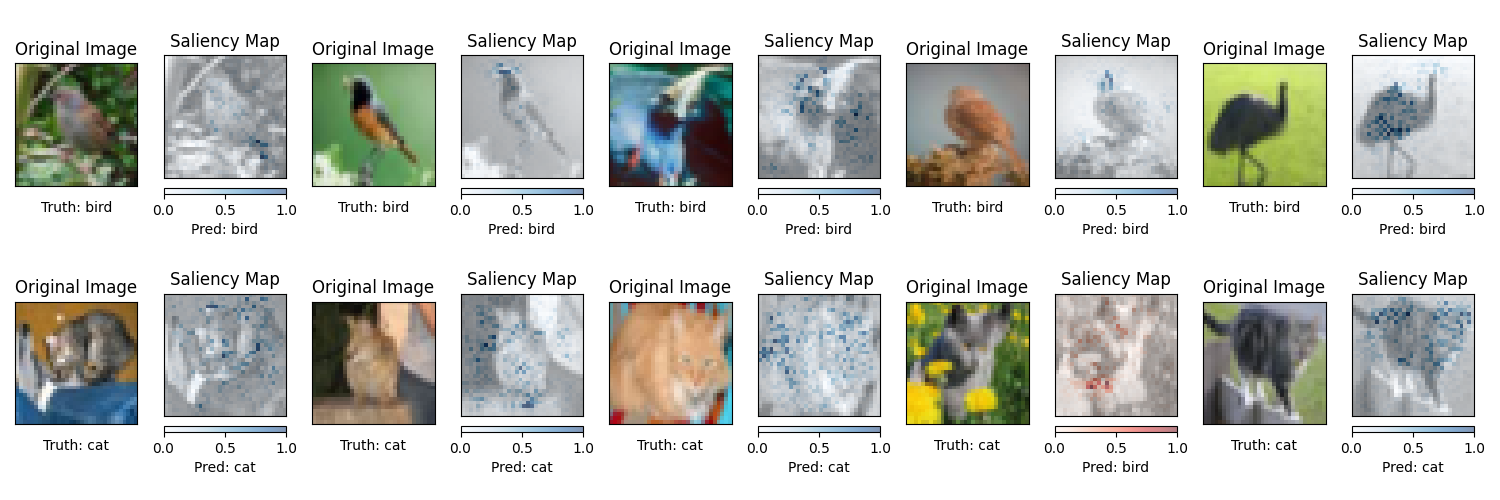 Original Image Saliency Map Original Image Saliency Map Original Image Saliency Map Original Image Saliency Map Original Image Saliency Map
Truth: bird Truth: bird Truth: bird Truth: bird Truth: bird
0.0 0.5 1.0 0.0 0.5 1.0 0.0 0.5 1.0 0.0 0.5 1.0 0.0 0.5 1.0
Pred: bird Pred: bird Pred: bird Pred: bird Pred: bird
Original Image Saliency Map Original Image Saliency Map Original Image Saliency Map Original Image Saliency Map Original Image Saliency Map
Truth: cat Truth: cat Truth: cat Truth: cat Truth: cat
0.0 0.5 1.0 0.0 0.5 1.0 0.0 0.5 1.0 0.0 0.5 1.0 0.0 0.5 1.0
Pred: cat Pred: cat Pred: cat Pred: bird Pred: cat